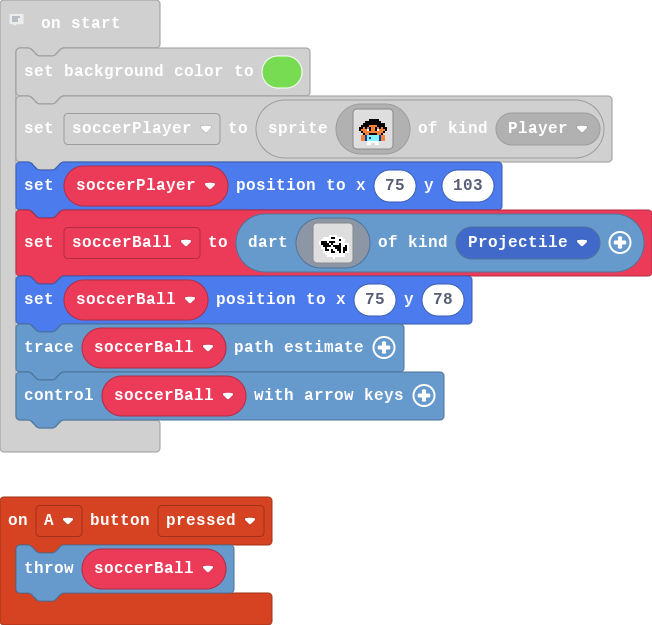 on start
set background color to
set soccerPlayer to sprite of kind Player
set soccerPlayer position to x 75 y 103
set soccerBall to dart of kind Projectile
set soccerBall position to x 75 y 78
trace soccerBall path estimate
control soccerBall with arrow keys
on A button pressed
throw soccerBall